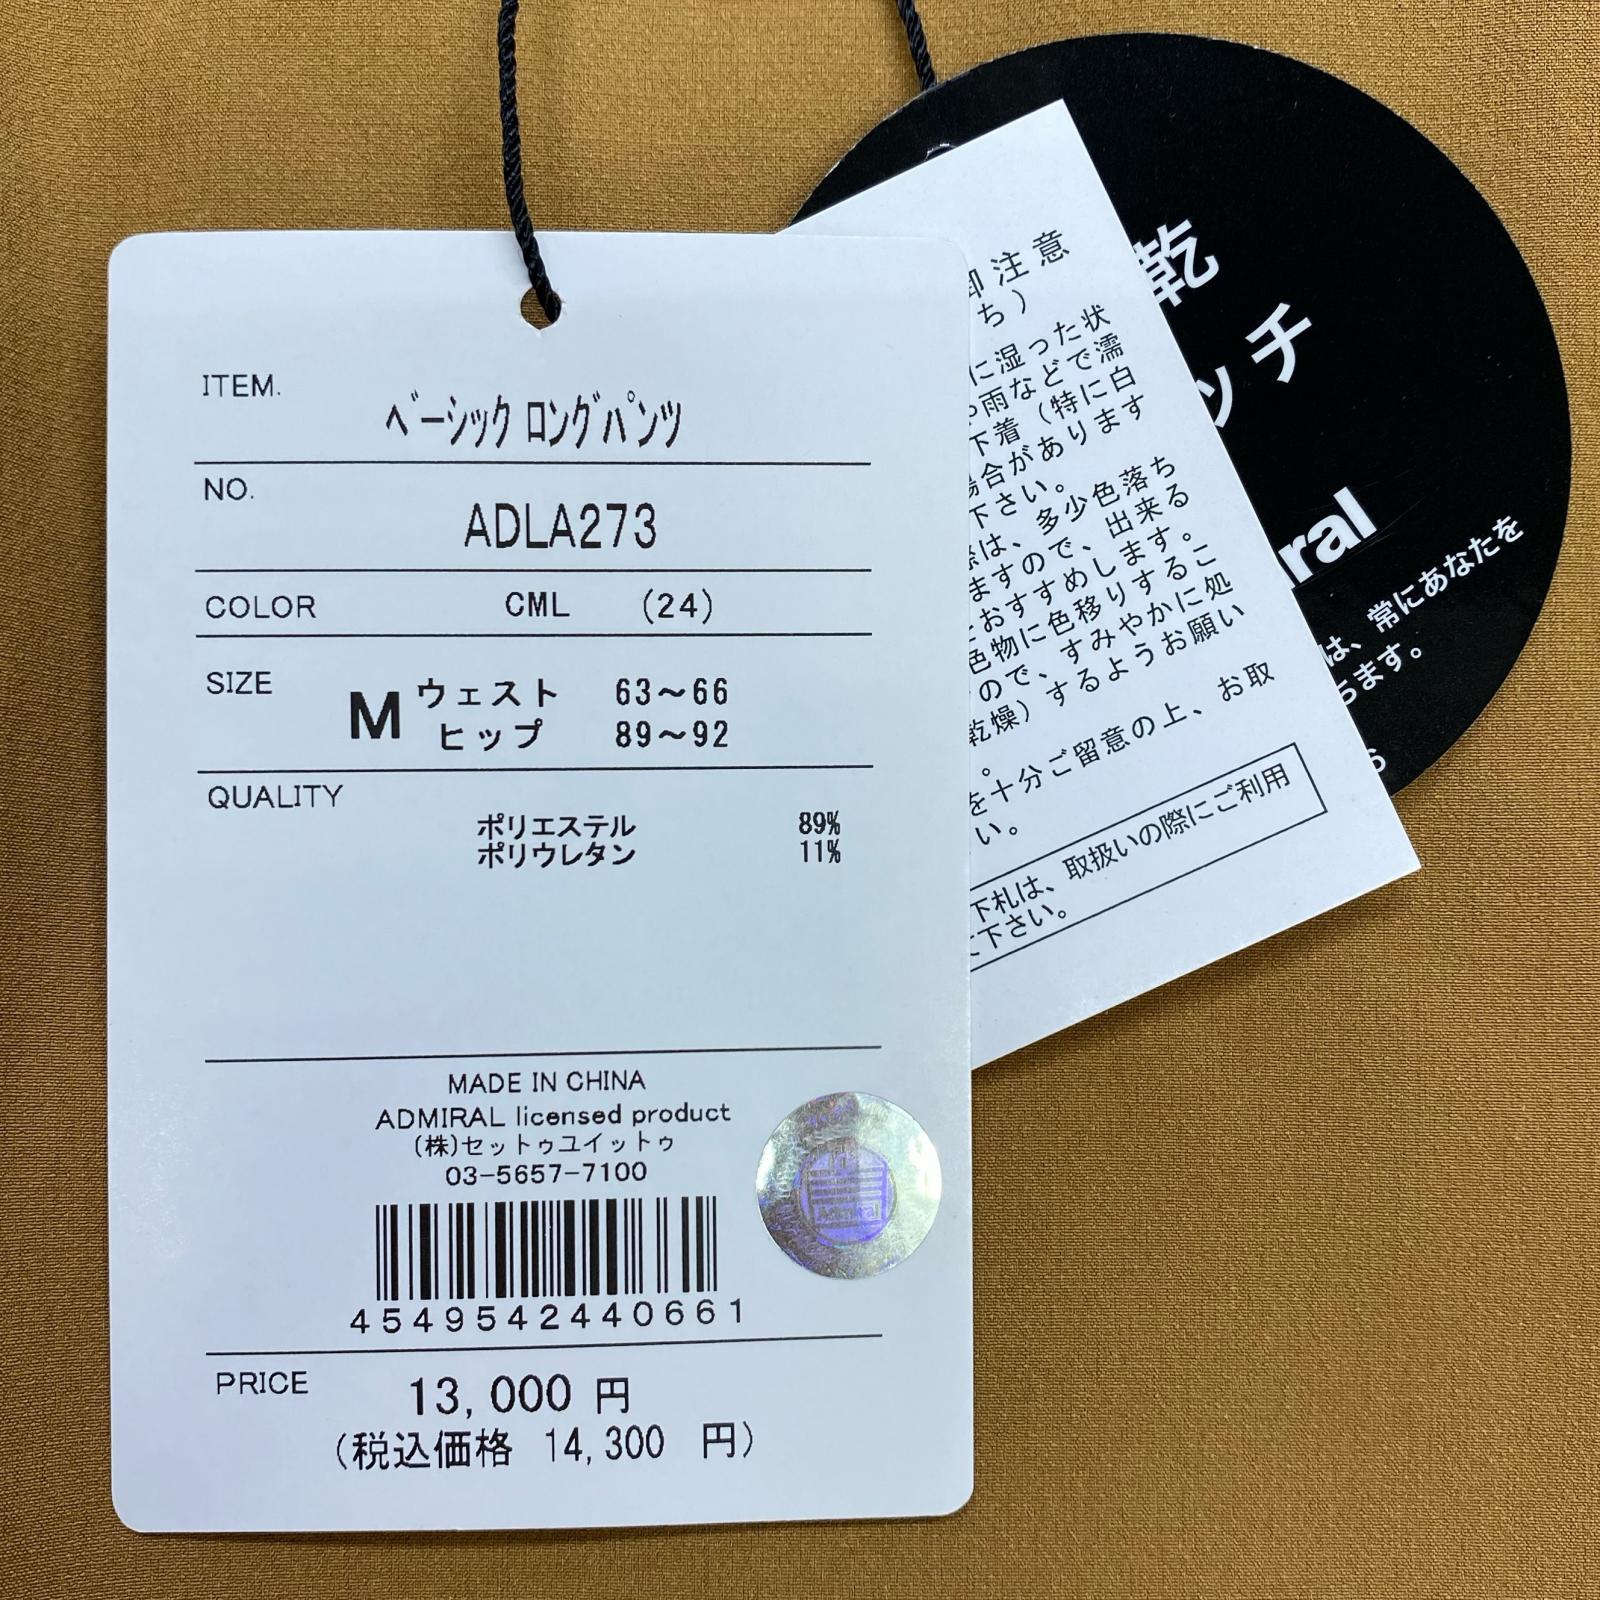 ITEM.
ベーシック ロングパンツ
NO.
ADLA273
COLOR CML (24)
SIZE M ウェスト 63～66
ヒップ 89～92
QUALITY
ポリエステル 89%
ポリウレタン 11%
MADE IN CHINA
ADMIRAL licensed product
(株)セットゥユイットゥ
03-5657-7100
4549542440661
PRICE 13,000 円
(税込価格 14,300 円)
Admiral
注意
ち)
に湿った状
雨などで濡
下着(特に白
場合があります
下さい。
は、多少色落ち
ますので、出来る
おすすめします。
色物に色移りするこ
ので、すみやかに処
乾燥)するようお願い
。
を十分ご留意の上、お取
い。
下札は、取扱いの際にご利用
下さい。
乾
ッチ
ral
は、常にあなたを
ます。